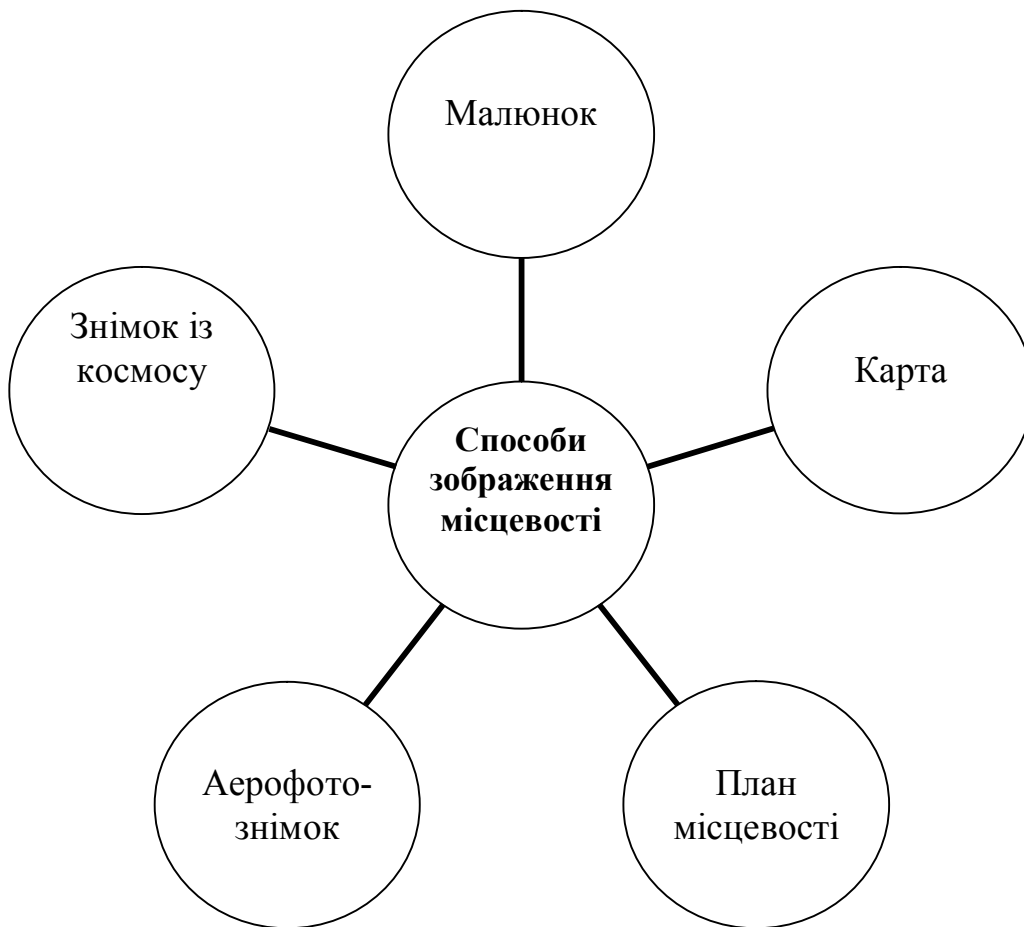 Малюнок
Знімок із
космосу
Карта
Способи
зображення
місцевості
Аерофото-
знімок
План
місцевості